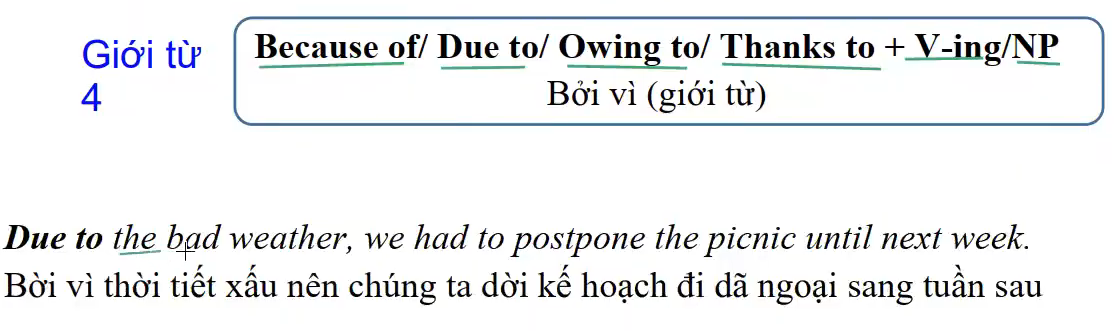 Giới từ
4
Because of/ Due to/ Owing to/ Thanks to + V-ing/NP
Bởi vì (giới từ)
Due to the bad weather, we had to postpone the picnic until next week.
Bời vì thời tiết xấu nên chúng ta dời kế hoạch đi dã ngoại sang tuần sau